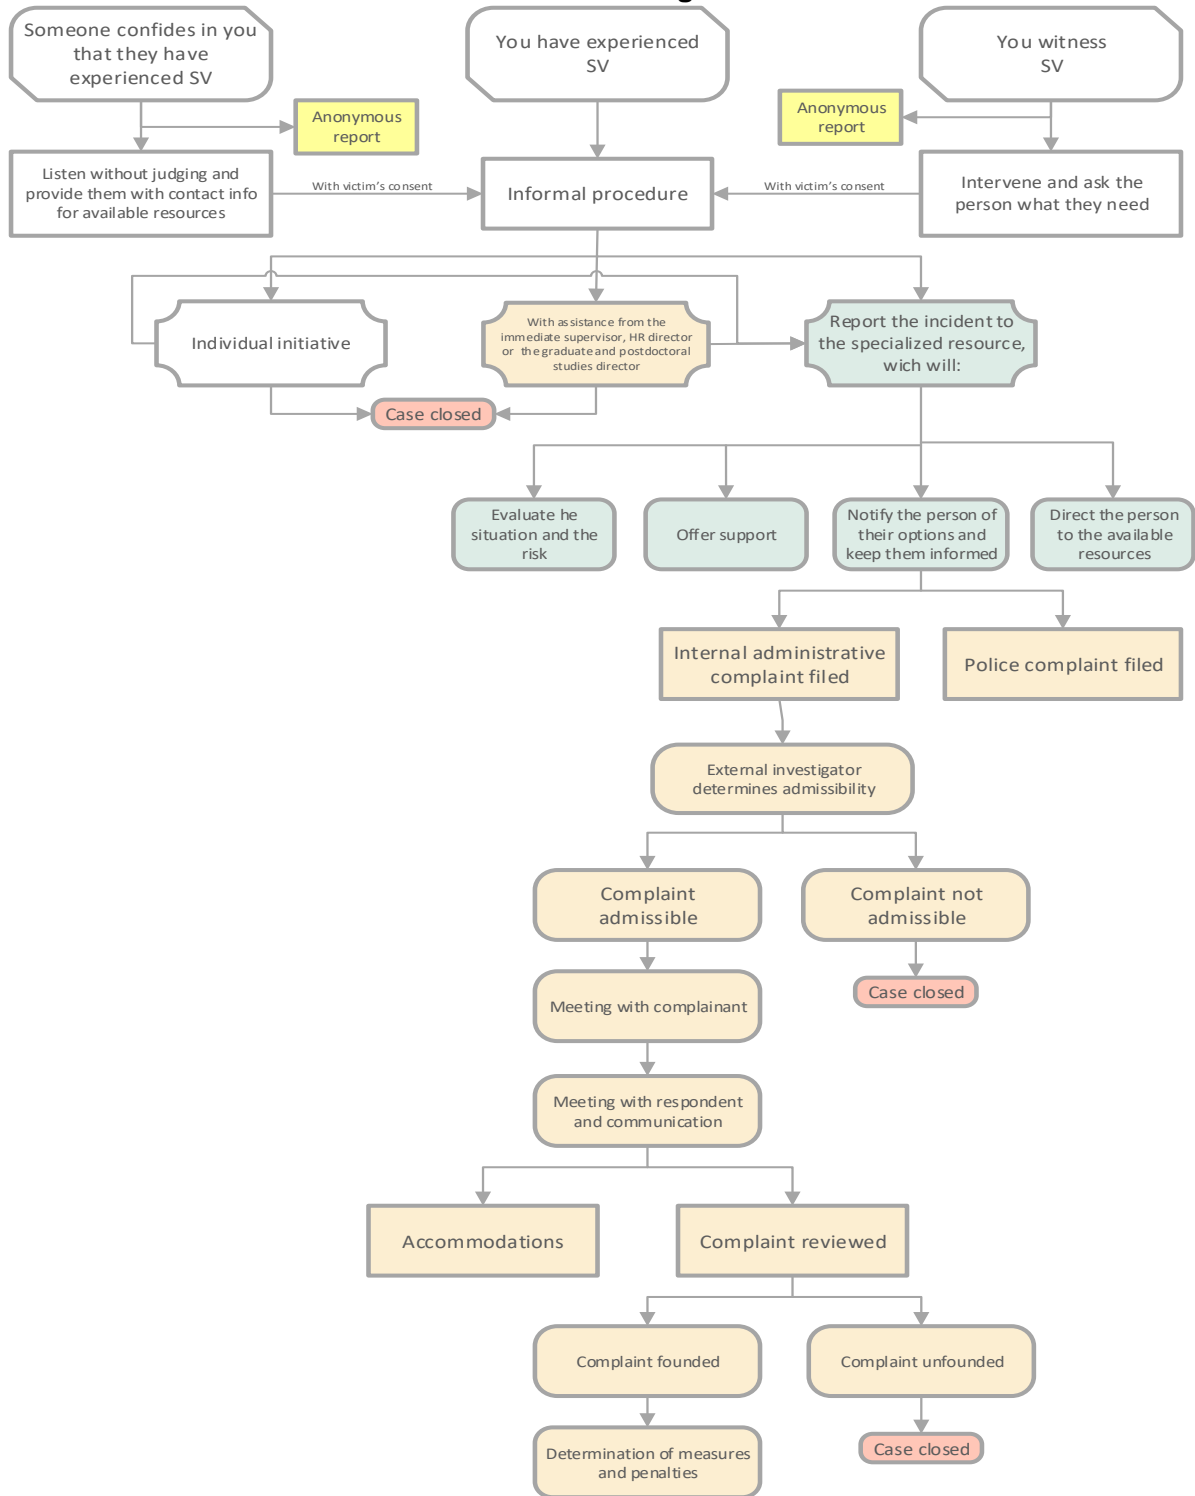 Someone confides in you
that they have
experienced SV
You have experienced
SV
You witness
SV
Anonymous
report
Anonymous
report
Listen without judging and
provide them with contact info
for available resources
With victim's consent
Informal procedure
With victim's consent
Intervene and ask the
person what they need
Individual initiative
With assistance from the
immediate supervisor, HR director
or the graduate and postdoctoral
studies director
Report the incident to
the specialized resource,
wich will:
Case closed
Evaluate he
situation and the
risk
Offer support
Notify the person of
their options and
keep them informed
Direct the person
to the available
resources
Internal administrative
complaint filed
Police complaint filed
External investigator
determines admissibility
Complaint
admissible
Complaint not
admissible
Meeting with complainant
Case closed
Meeting with respondent
and communication
Accommodations
Complaint reviewed
Complaint founded
Complaint unfounded
Determination of measures
and penalties
Case closed